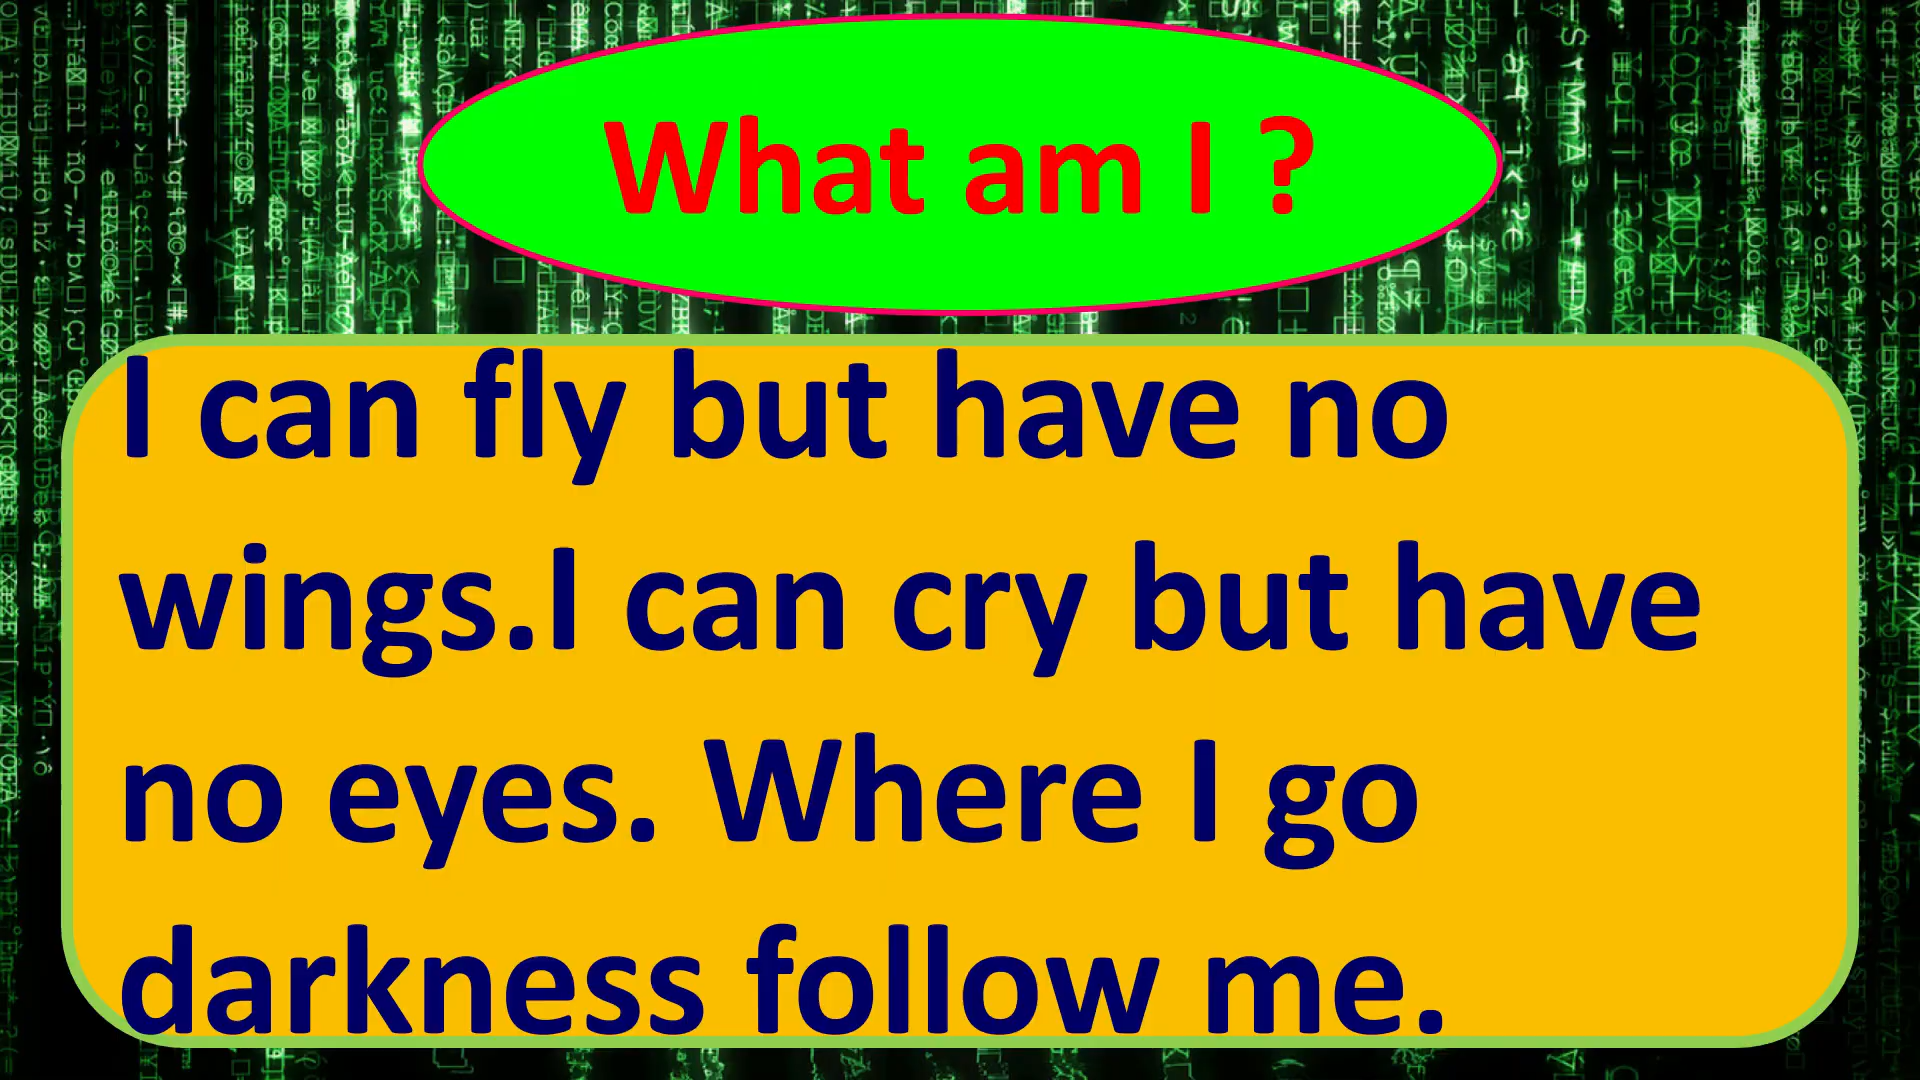 What am I ?
I can fly but have no
wings.I can cry but have
no eyes. Where I go
darkness follow me.